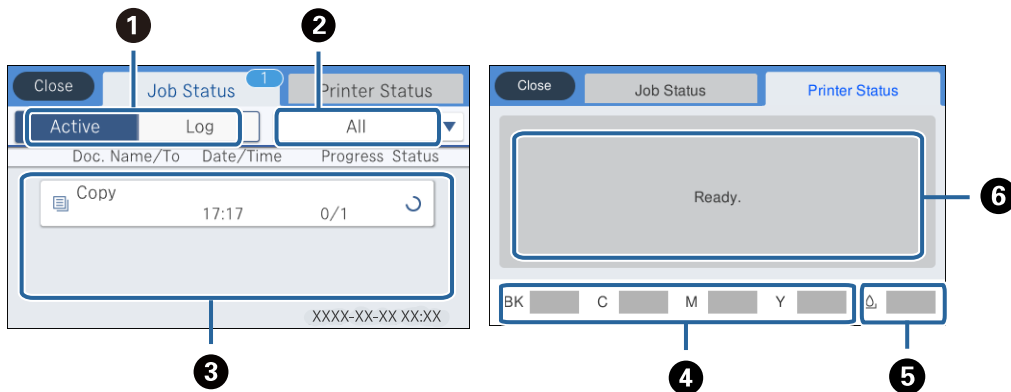 1 2
Close Job Status 1 Printer Status
Active Log All
Doc. Name/To Date/Time Progress Status
Copy
17:17 0/1
XXXX-XX-XX XX:XX
3
Close Job Status Printer Status
Ready.
6
BK C M Y
4 5